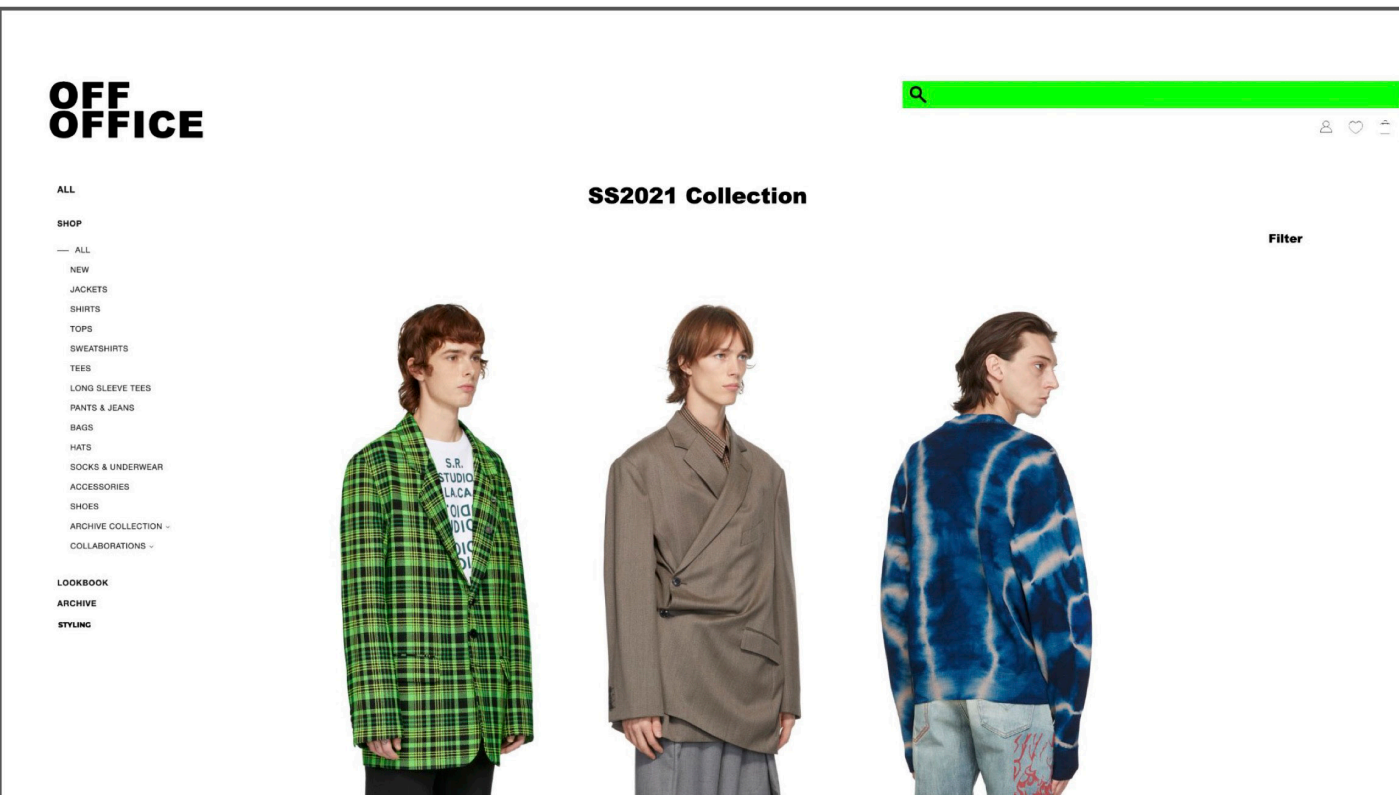 OFF
OFFICE
ALL
SHOP
ALL
NEW
JACKETS
SHIRTS
TOPS
SWEATSHIRTS
TEES
LONG SLEEVE TEES
PANTS & JEANS
BAGS
HATS
SOCKS & UNDERWEAR
ACCESSORIES
SHOES
ARCHIVE COLLECTION
COLLABORATIONS
LOOKBOOK
ARCHIVE
STYLING
SS2021 Collection
Filter
S.R.
STUDIO
LA.CA